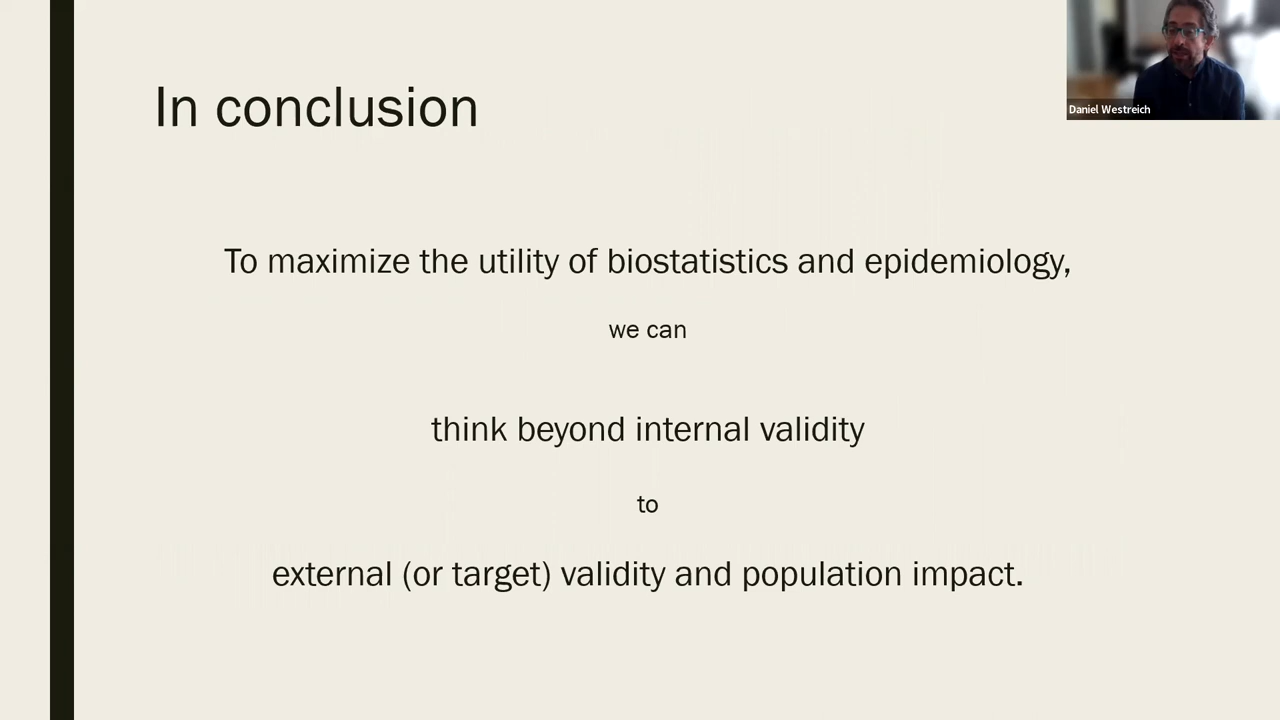 In conclusion
Daniel Westreich
To maximize the utility of biostatistics and epidemiology,
we can
think beyond internal validity
to
external (or target) validity and population impact.